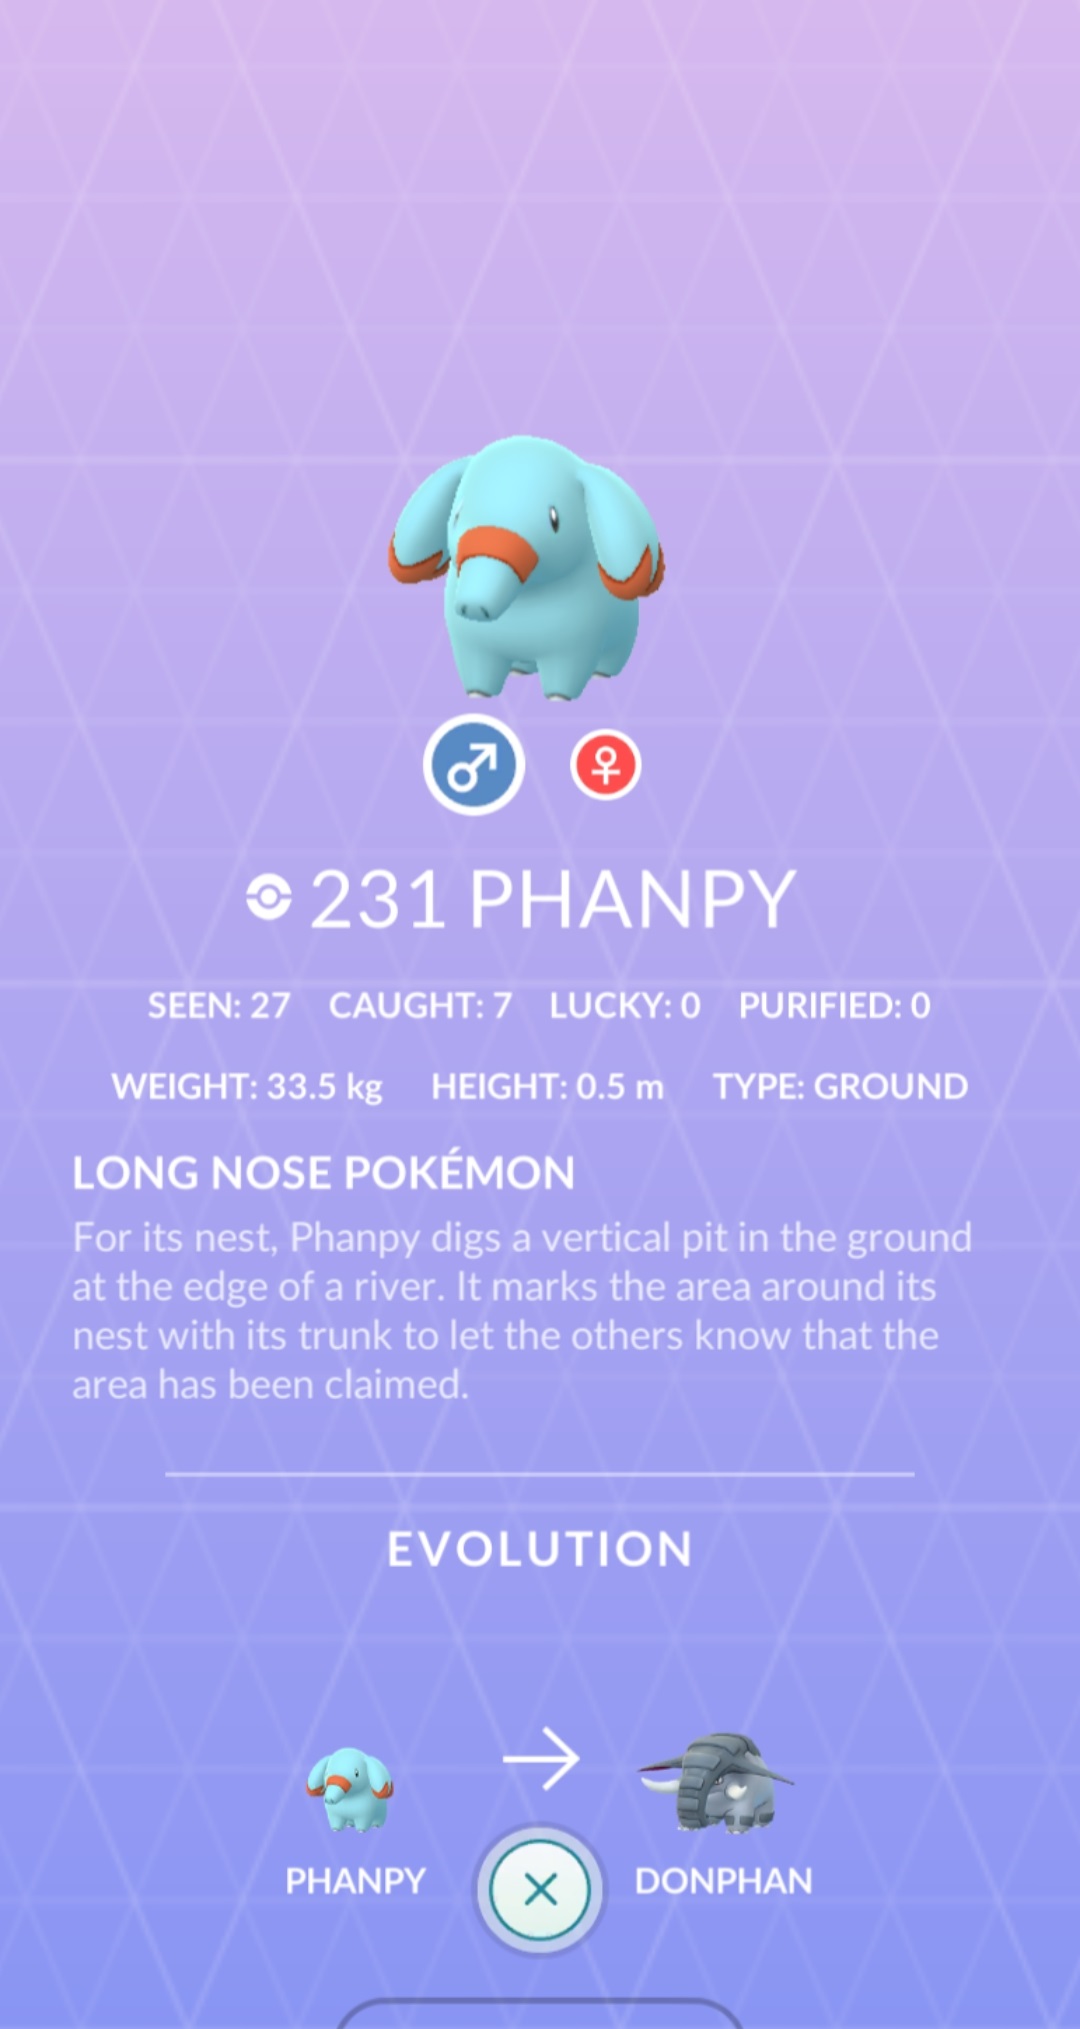 231 PHANPY
SEEN: 27 CAUGHT: 7 LUCKY: 0 PURIFIED: 0
WEIGHT: 33.5 kg HEIGHT: 0.5 m TYPE: GROUND
LONG NOSE POKÉMON
For its nest, Phanpy digs a vertical pit in the ground
at the edge of a river. It marks the area around its
nest with its trunk to let the others know that the
area has been claimed.
EVOLUTION
PHANPY DONPHAN